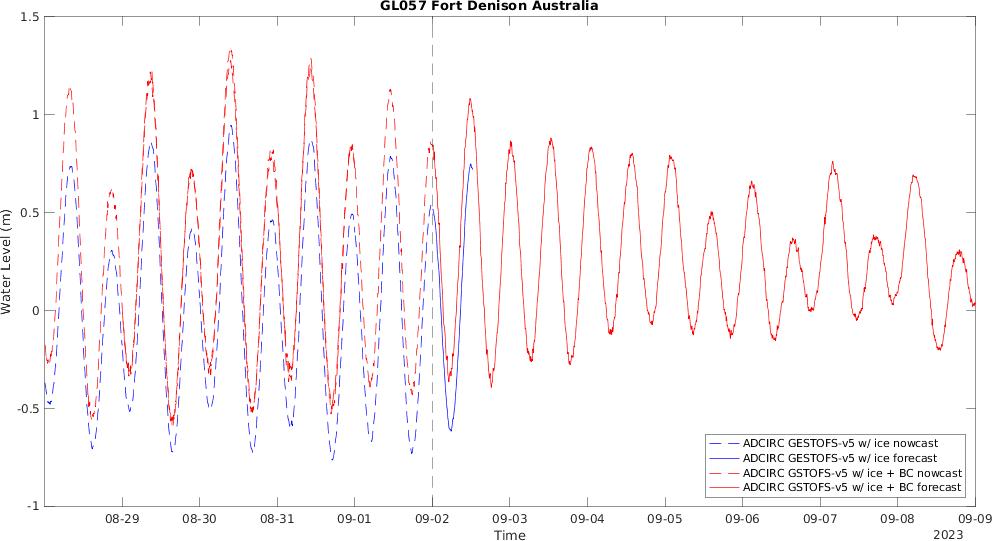 GL057 Fort Denison Australia
Water Level (m)
1.5
1
0.5
0
-0.5
-1
ADCIRC GESTOFS-v5 w/ ice nowcast
ADCIRC GESTOFS-v5 w/ ice forecast
ADCIRC GSTOFS-v5 w/ ice + BC nowcast
ADCIRC GSTOFS-v5 w/ ice + BC forecast
08-29 08-30 08-31 09-01 09-02 09-03 09-04 09-05 09-06 09-07 09-08 09-09
Time
2023